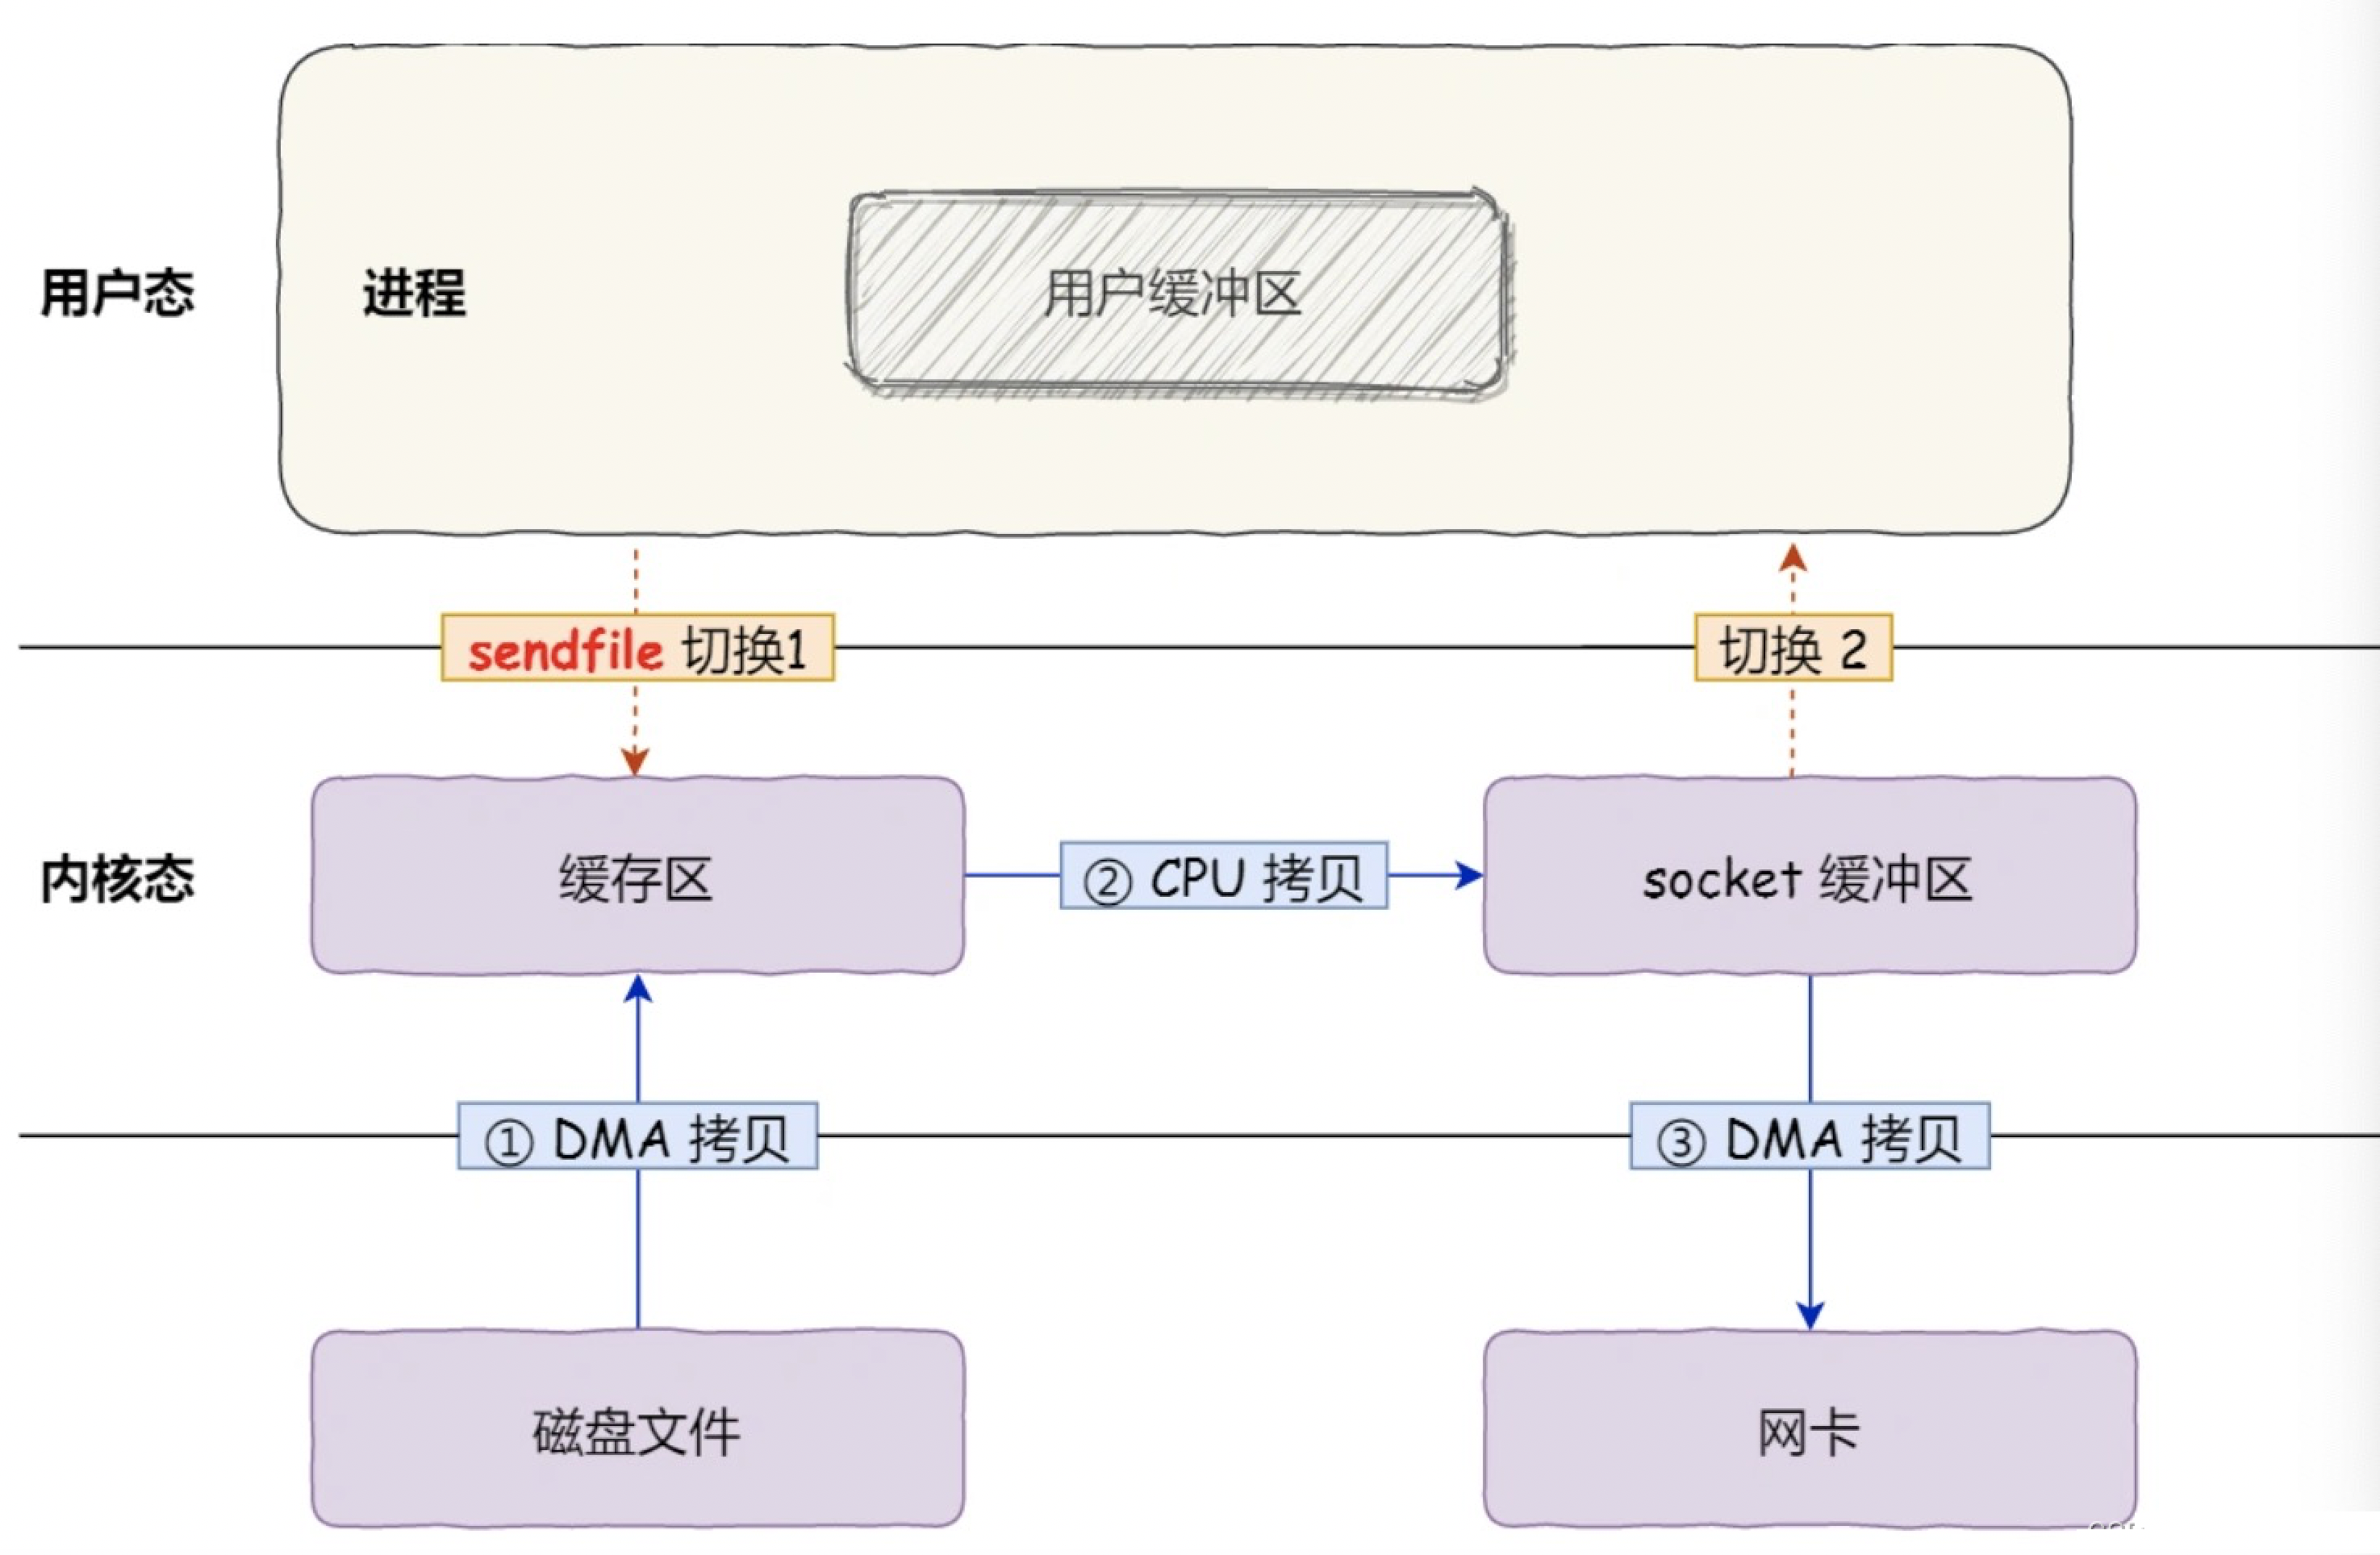 用户缓冲区
用户态
进程
sendfile 切换1
切换 2
内核态
缓存区
② CPU 拷贝
socket 缓冲区
① DMA 拷贝
③ DMA 拷贝
磁盘文件
网卡